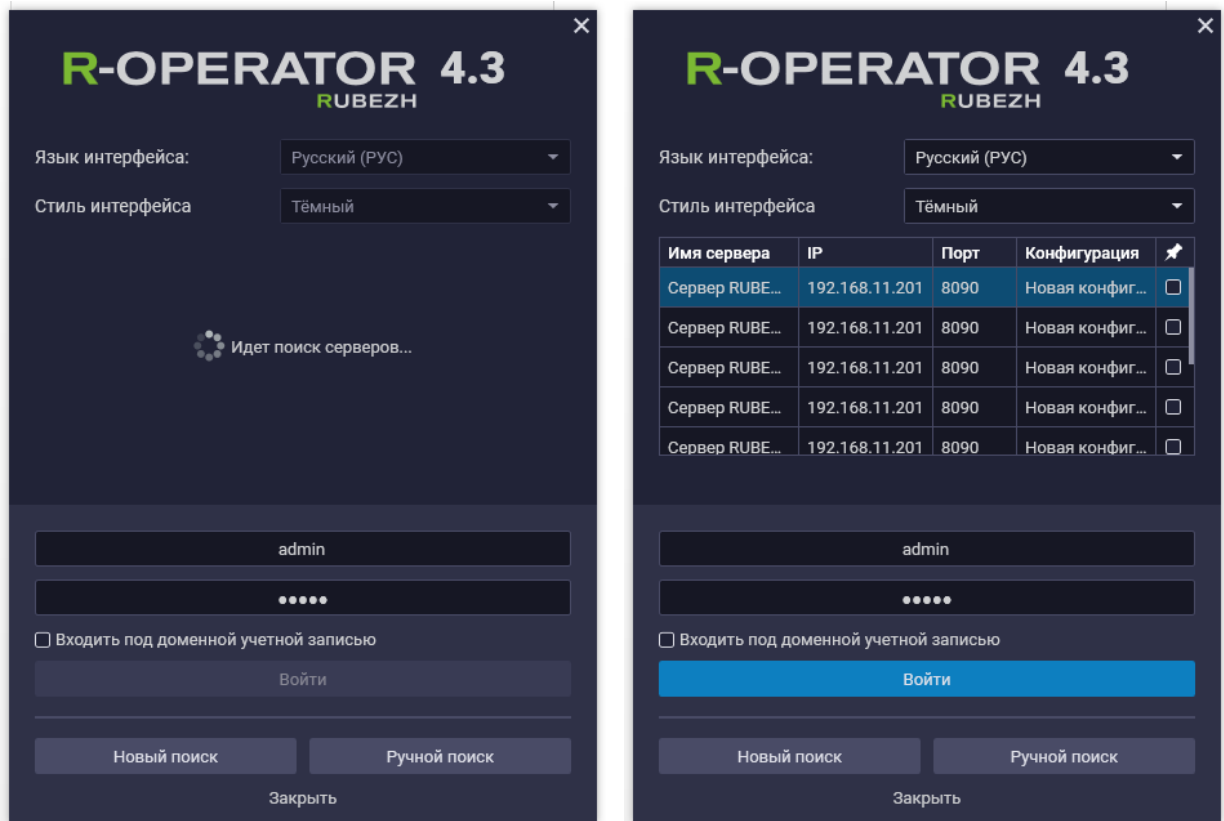 R-OPERATOR 4.3
RUBEZH
Язык интерфейса: Русский (РУС)
Стиль интерфейса Тёмный
Идет поиск серверов...
admin
•••••
Входить под доменной учетной записью
Войти
Новый поиск Ручной поиск
Закрыть
R-OPERATOR 4.3
RUBEZH
Язык интерфейса: Русский (РУС)
Стиль интерфейса Тёмный
Имя сервера IP Порт Конфигурация
Сервер RUBE... 192.168.11.201 8090 Новая конфиг...
Сервер RUBE... 192.168.11.201 8090 Новая конфиг...
Сервер RUBE... 192.168.11.201 8090 Новая конфиг...
Сервер RUBE... 192.168.11.201 8090 Новая конфиг...
Сервер RUBE... 192.168.11.201 8090 Новая конфиг...
admin
•••••
Входить под доменной учетной записью
Войти
Новый поиск Ручной поиск
Закрыть